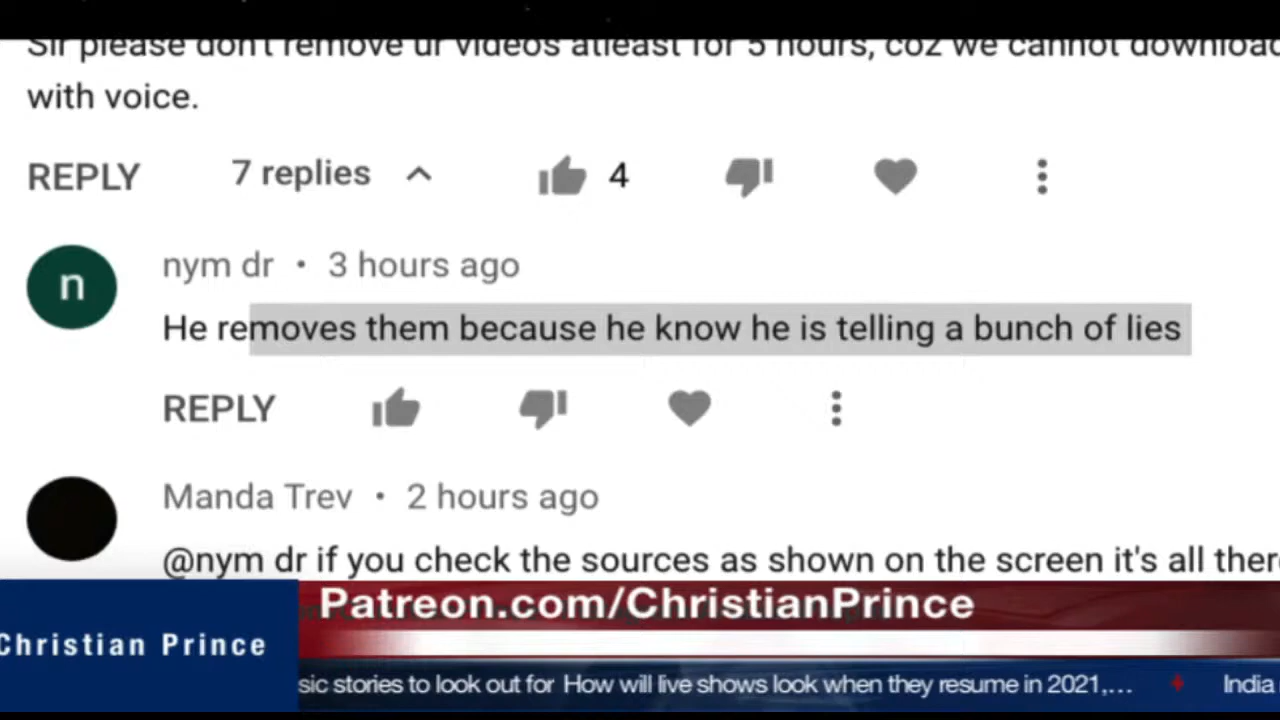 Sir please don't remove ur videos atleast for 5 hours, coz we cannot download
with voice.
REPLY 7 replies 4
n
nym dr • 3 hours ago
He removes them because he know he is telling a bunch of lies
REPLY
Manda Trev • 2 hours ago
@nym dr if you check the sources as shown on the screen it's all
Patreon.com/ChristianPrince
Christian Prince
sic stories to look out for How will live shows look when they resume in 2021,... India